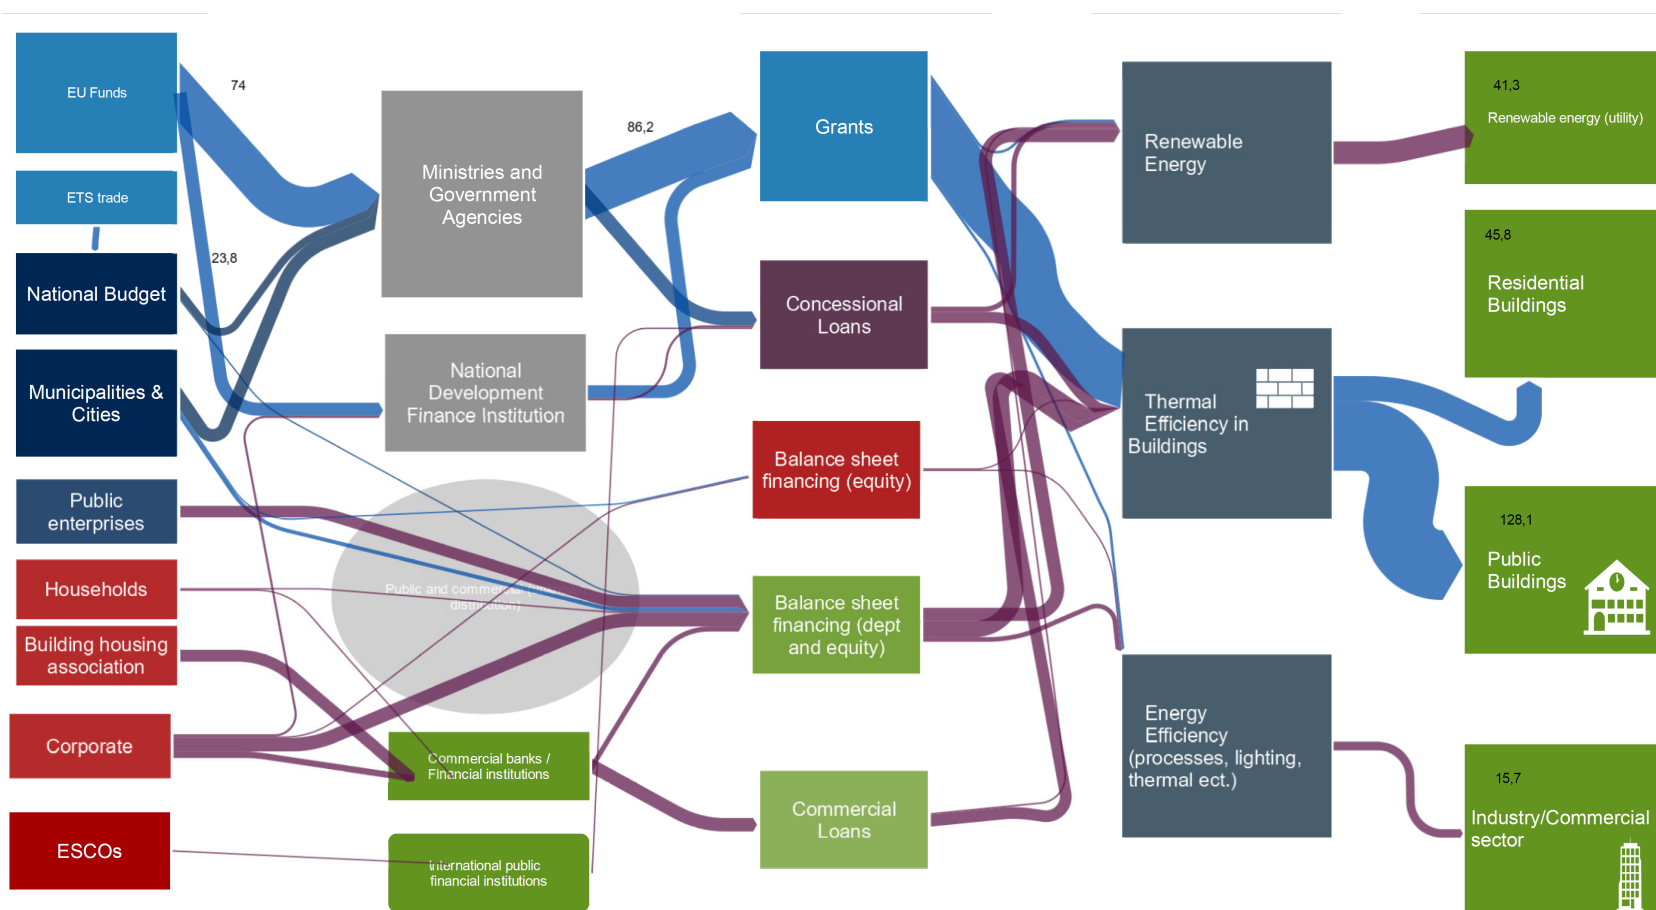 EU Funds
ETS trade
National Budget
Municipalities &
Cities
Public
enterprises
Households
Building housing
association
Corporate
ESCOs
74
23,8
Ministries and
Government
Agencies
National
Development
Finance Institution
Public and commercial
distribution)
Commercial banks /
Financial institutions
International public
financial institutions
86,2
Grants
Concessional
Loans
Balance sheet
financing (equity)
Balance sheet
financing (dept
and equity)
Commercial
Loans
Renewable
Energy
Thermal
Efficiency in
Buildings
Energy
Efficiency
(processes, lighting,
thermal ect.)
41,3
Renewable energy (utility)
45,8
Residential
Buildings
128,1
Public
Buildings
15,7
Industry/Commercial
sector